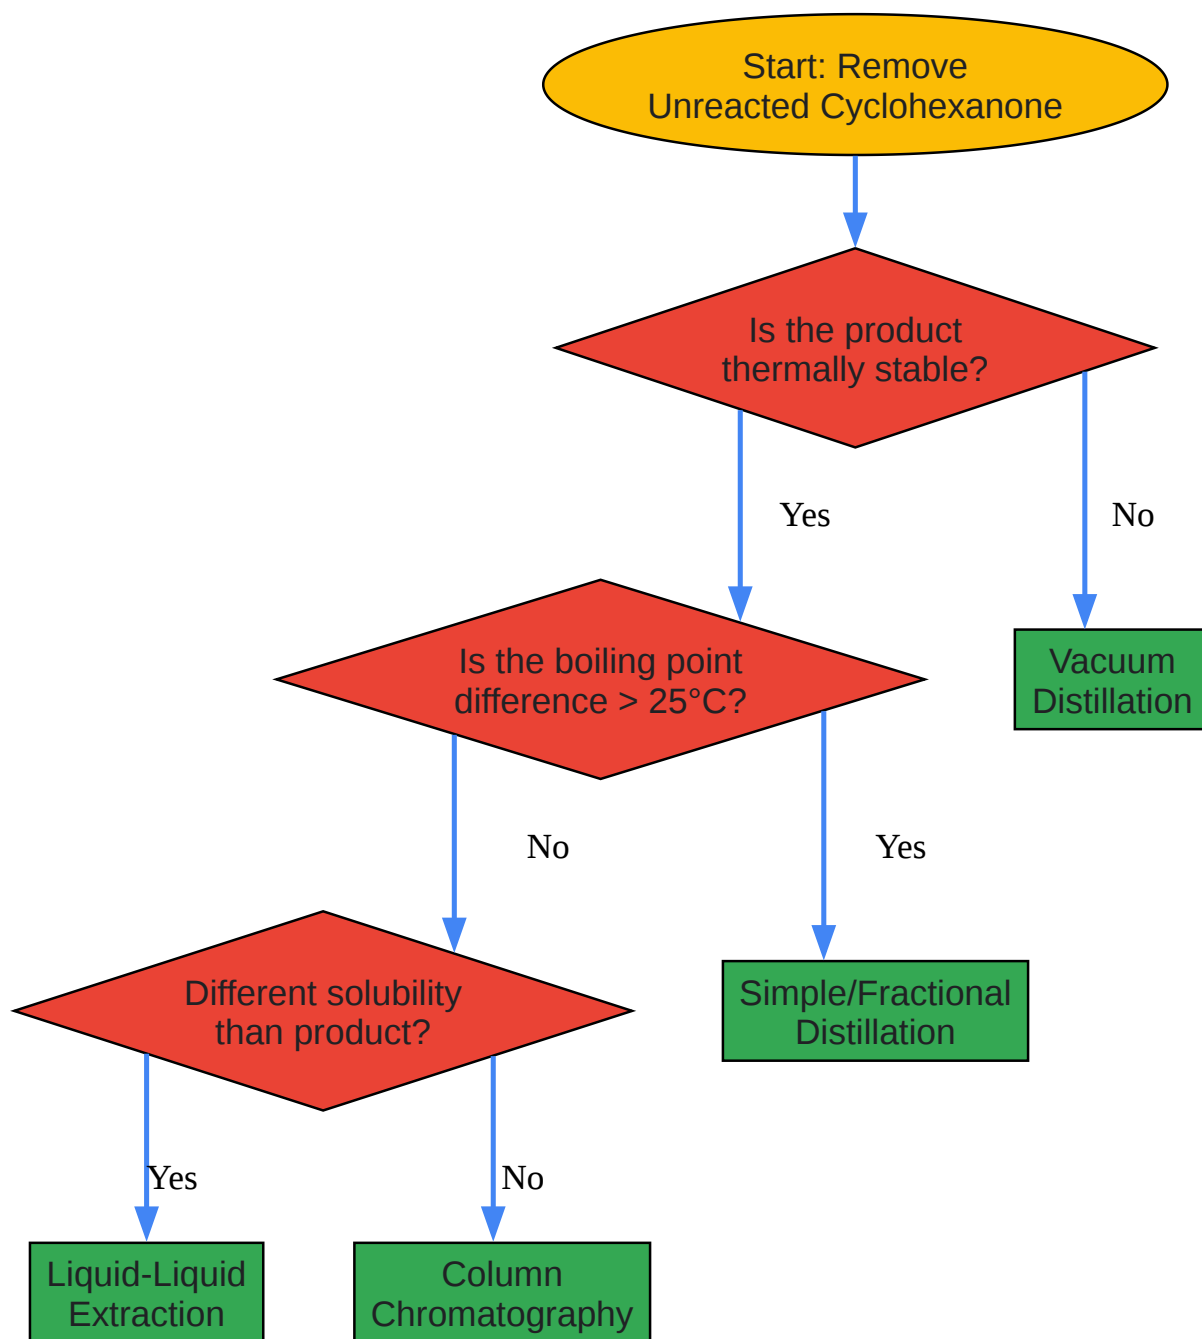 Start: Remove
Unreacted Cyclohexanone
Is the product
thermally stable?
Yes
No
Is the boiling point
difference > 25°C?
Vacuum
Distillation
No
Yes
Different solubility
than product?
Simple/Fractional
Distillation
Yes
No
Liquid-Liquid
Extraction
Column
Chromatography